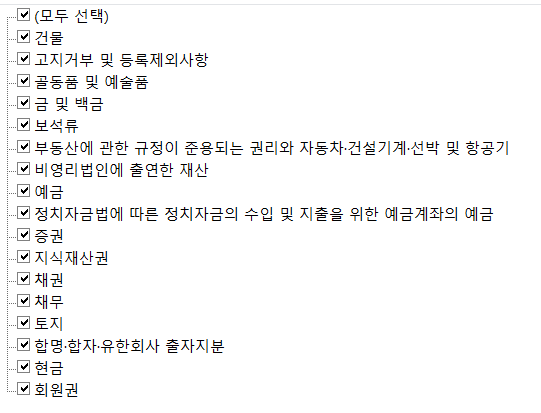 (모두 선택)
건물
고지거부 및 등록제외사항
골동품 및 예술품
금 및 백금
보석류
부동산에 관한 규정이 준용되는 권리와 자동차·건설기계·선박 및 항공기
비영리법인에 출연한 재산
예금
정치자금법에 따른 정치자금의 수입 및 지출을 위한 예금계좌의 예금
증권
지식재산권
채권
채무
토지
합명·합자·유한회사 출자지분
현금
회원권